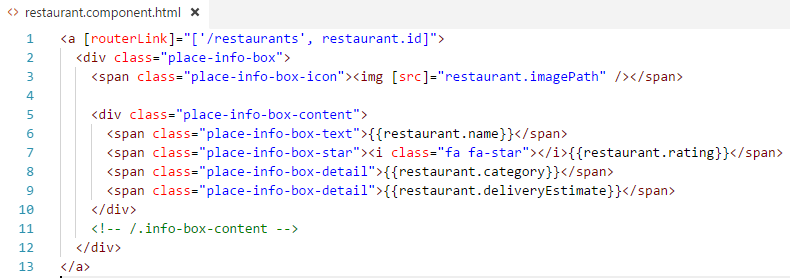 restaurant.component.html
1 <a [routerLink]="['/restaurants', restaurant.id]">
2 <div class="place-info-box">
3 <span class="place-info-box-icon"><img [src]="restaurant.imagePath" /></span>
4
5 <div class="place-info-box-content">
6 <span class="place-info-box-text">{{restaurant.name}}</span>
7 <span class="place-info-box-star"><i class="fa fa-star"></i>{{restaurant.rating}}</span>
8 <span class="place-info-box-detail">{{restaurant.category}}</span>
9 <span class="place-info-box-detail">{{restaurant.deliveryEstimate}}</span>
10 </div>
11 <!-- /.info-box-content -->
12 </div>
13 </a>